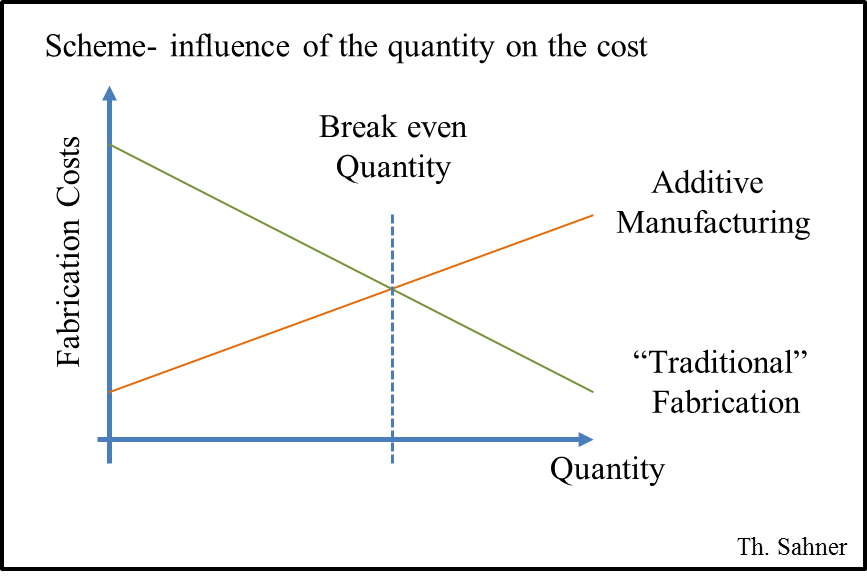 Scheme- influence of the quantity on the cost
Break even
Quantity
Fabrication Costs
Additive
Manufacturing
“Traditional”
Fabrication
Quantity
Th. Sahner